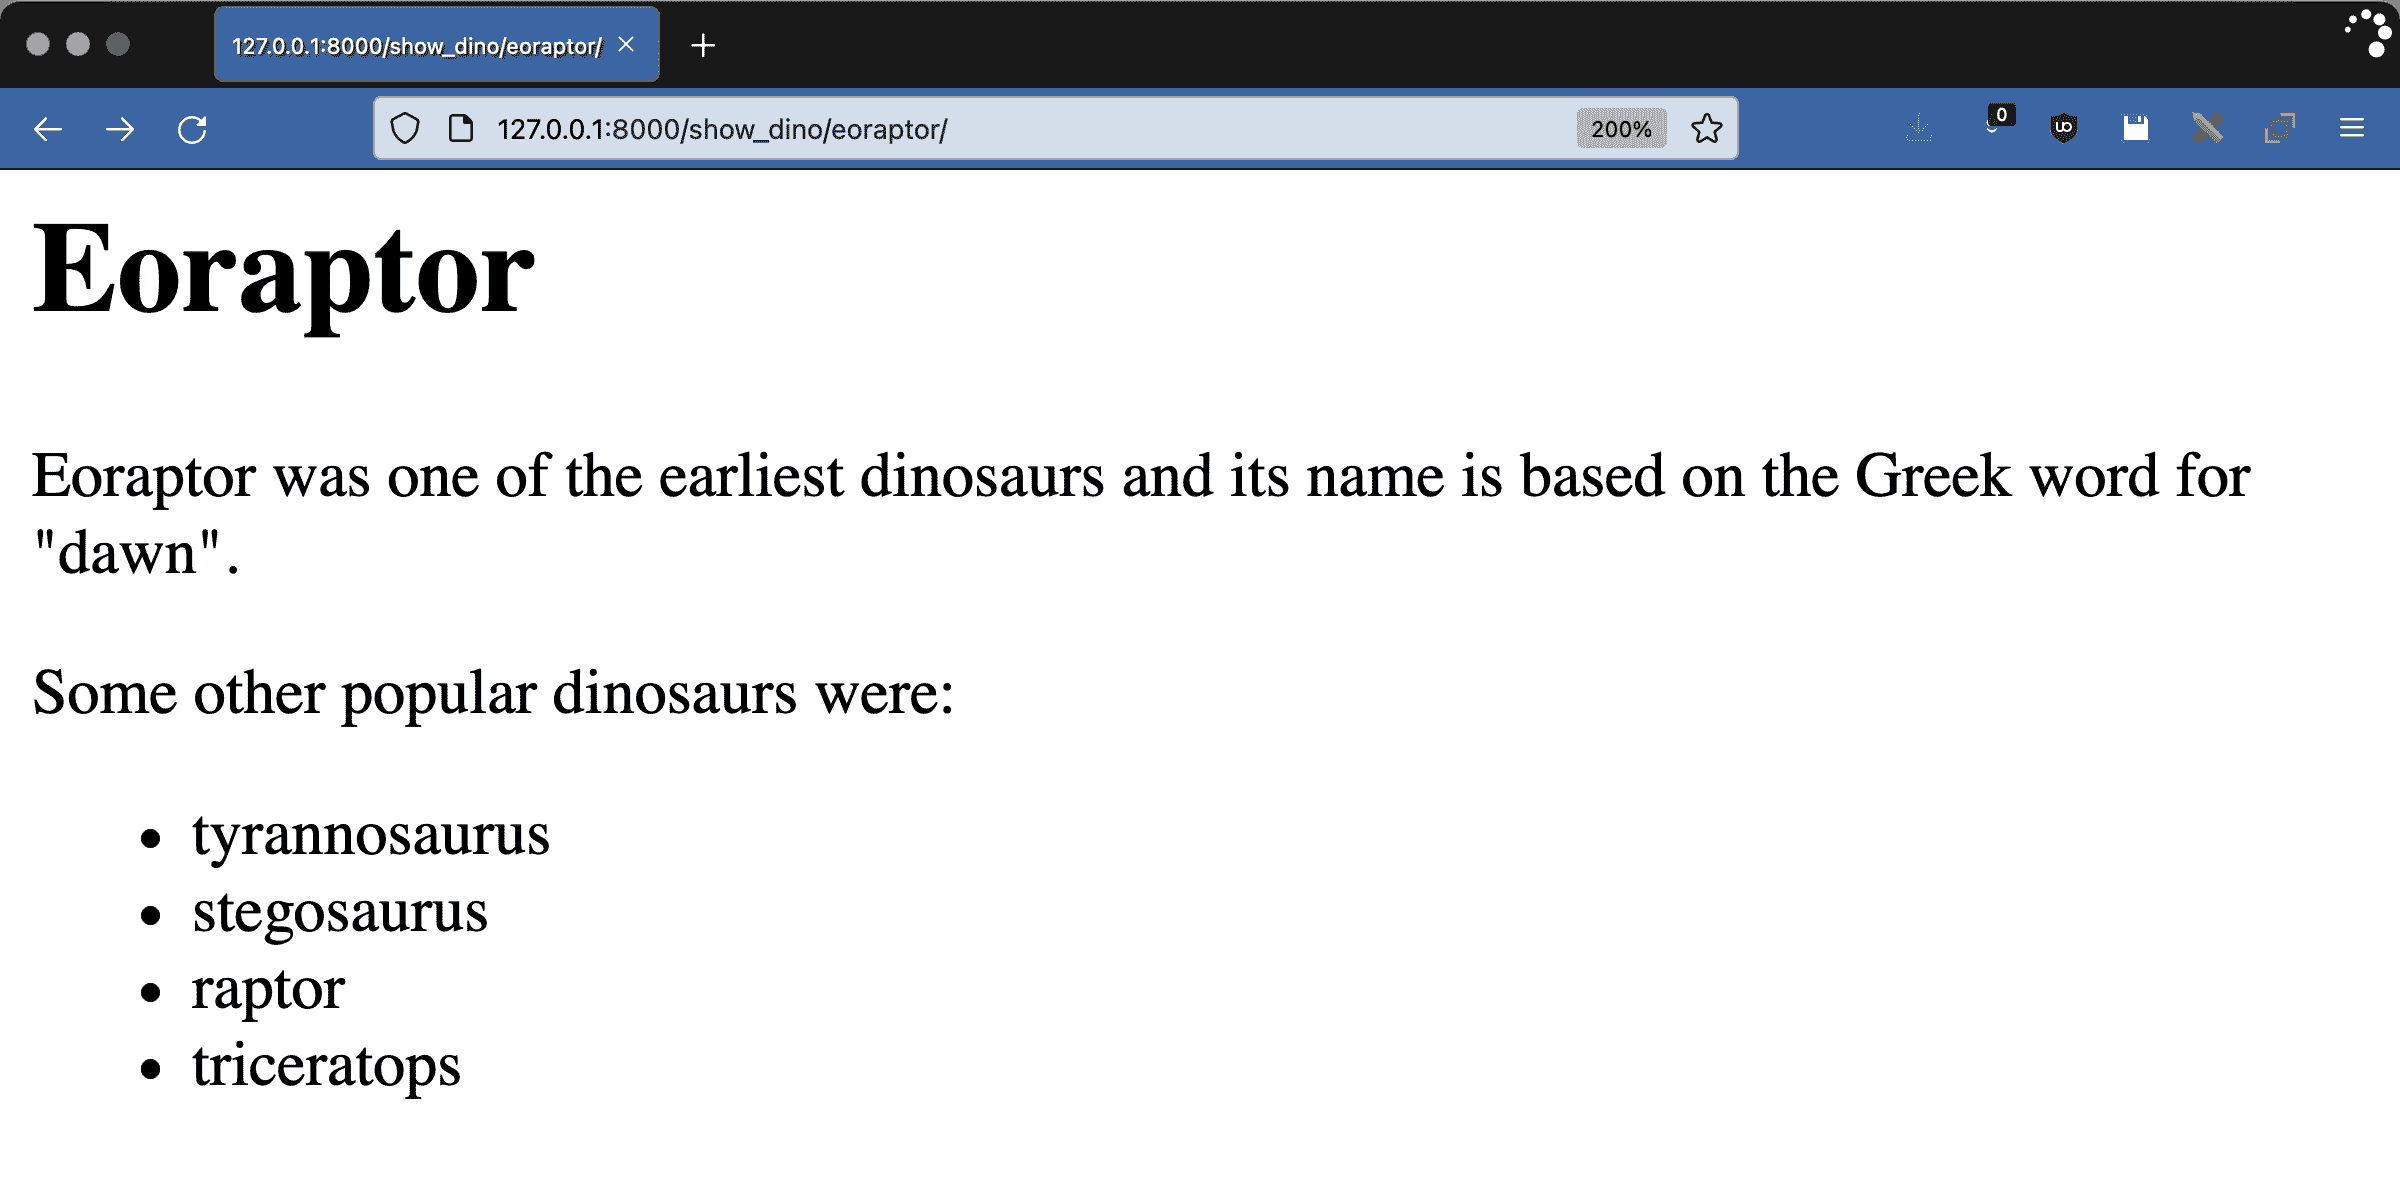 127.0.0.1:8000/show_dino/eoraptor/
127.0.0.1:8000/show_dino/eoraptor/
200%
0
uo
Eoraptor
Eoraptor was one of the earliest dinosaurs and its name is based on the Greek word for
"dawn".
Some other popular dinosaurs were:
• tyrannosaurus
• stegosaurus
• raptor
• triceratops